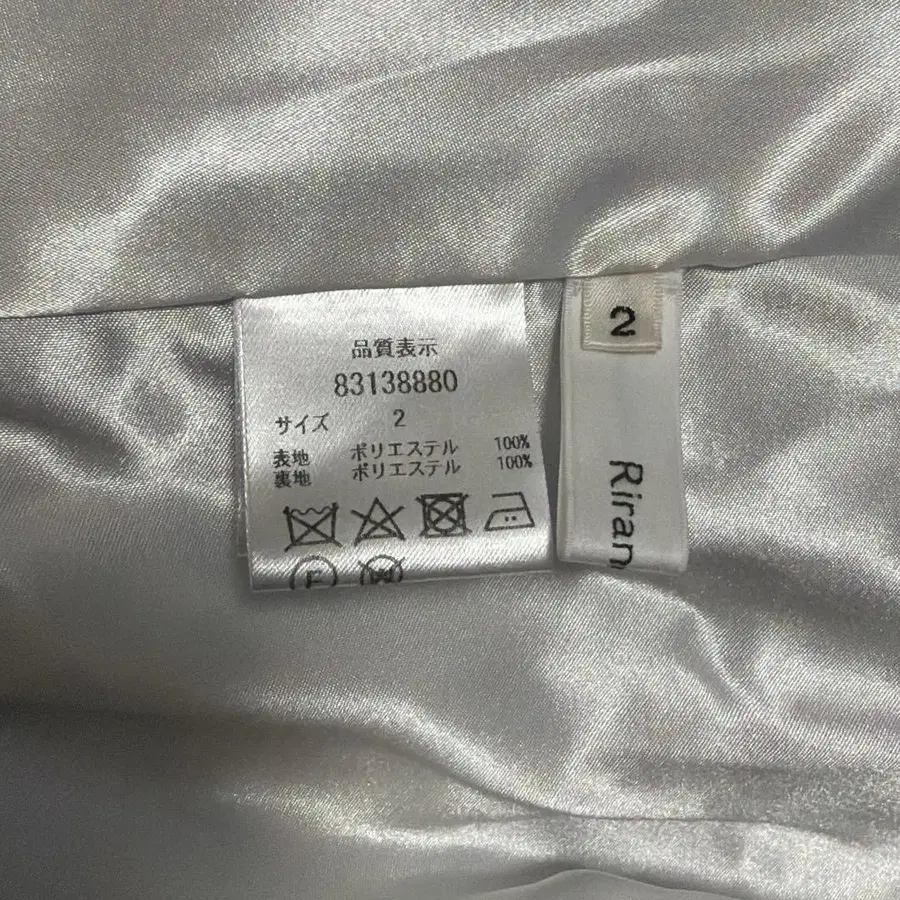 品質表示
83138880
サイズ 2
表地 ポリエステル 100%
裏地 ポリエステル 100%
F W
2
Riran